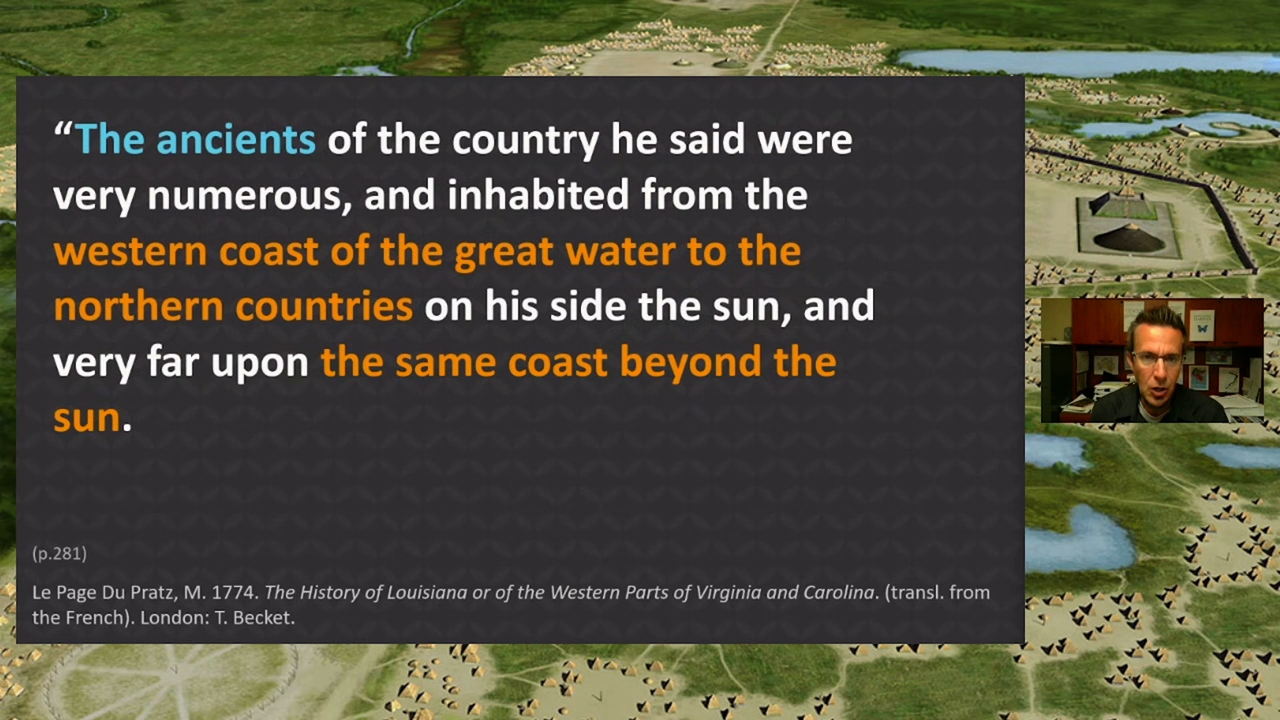 “The ancients of the country he said were
very numerous, and inhabited from the
western coast of the great water to the
northern countries on his side the sun, and
very far upon the same coast beyond the
sun.
(p.281)
Le Page Du Pratz, M. 1774. The History of Louisiana or of the Western Parts of Virginia and Carolina. (transl. from
the French). London: T. Becket.